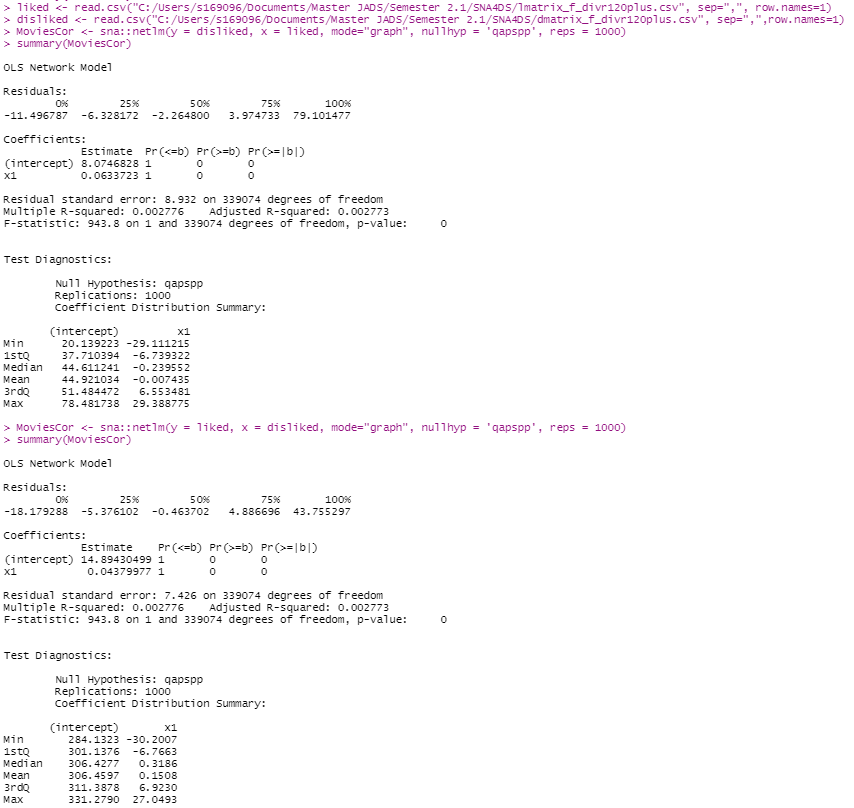 > liked <- read.csv("C:/Users/s169096/Documents/Master JADS/Semester 2.1/SNA4DS/lmatrix_f_divr120plus.csv", sep=",", row.names=1)
> disliked <- read.csv("C:/Users/s169096/Documents/Master JADS/Semester 2.1/SNA4DS/dmatrix_f_divr120plus.csv", sep=",",row.names=1)
> MoviesCor <- sna::netlm(y = disliked, x = liked, mode="graph", nullhyp = 'qapspp', reps = 1000)
> summary(MoviesCor)

OLS Network Model

Residuals:
        0%        25%        50%        75%       100%
-11.496787  -6.328172  -2.264800   3.974733  79.101477

Coefficients:
            Estimate  Pr(<=b) Pr(>=b) Pr(>=|b|)
(intercept) 8.0746828 1       0       0
x1          0.0633723 1       0       0

Residual standard error: 8.932 on 339074 degrees of freedom
Multiple R-squared: 0.002776    Adjusted R-squared: 0.002773
F-statistic: 943.8 on 1 and 339074 degrees of freedom, p-value:     0


Test Diagnostics:

        Null Hypothesis: qapspp
        Replications: 1000
        Coefficient Distribution Summary:

       (intercept)         x1
Min      20.139223 -29.111215
1stQ     37.710394  -6.739322
Median   44.611241  -0.239552
Mean     44.921034  -0.007435
3rdQ     51.484472   6.553481
Max      78.481738  29.388775

> MoviesCor <- sna::netlm(y = liked, x = disliked, mode="graph", nullhyp = 'qapspp', reps = 1000)
> summary(MoviesCor)

OLS Network Model

Residuals:
        0%        25%        50%        75%       100%
-18.179288  -5.376102  -0.463702   4.886696  43.755297

Coefficients:
            Estimate    Pr(<=b) Pr(>=b) Pr(>=|b|)
(intercept) 14.89430499 1       0       0
x1           0.04379977 1       0       0

Residual standard error: 7.426 on 339074 degrees of freedom
Multiple R-squared: 0.002776    Adjusted R-squared: 0.002773
F-statistic: 943.8 on 1 and 339074 degrees of freedom, p-value:     0


Test Diagnostics:

        Null Hypothesis: qapspp
        Replications: 1000
        Coefficient Distribution Summary:

       (intercept)       x1
Min       284.1323 -30.2007
1stQ      301.1376  -6.7663
Median    306.4277   0.3186
Mean      306.4597   0.1508
3rdQ      311.3878   6.9230
Max       331.2790  27.0493